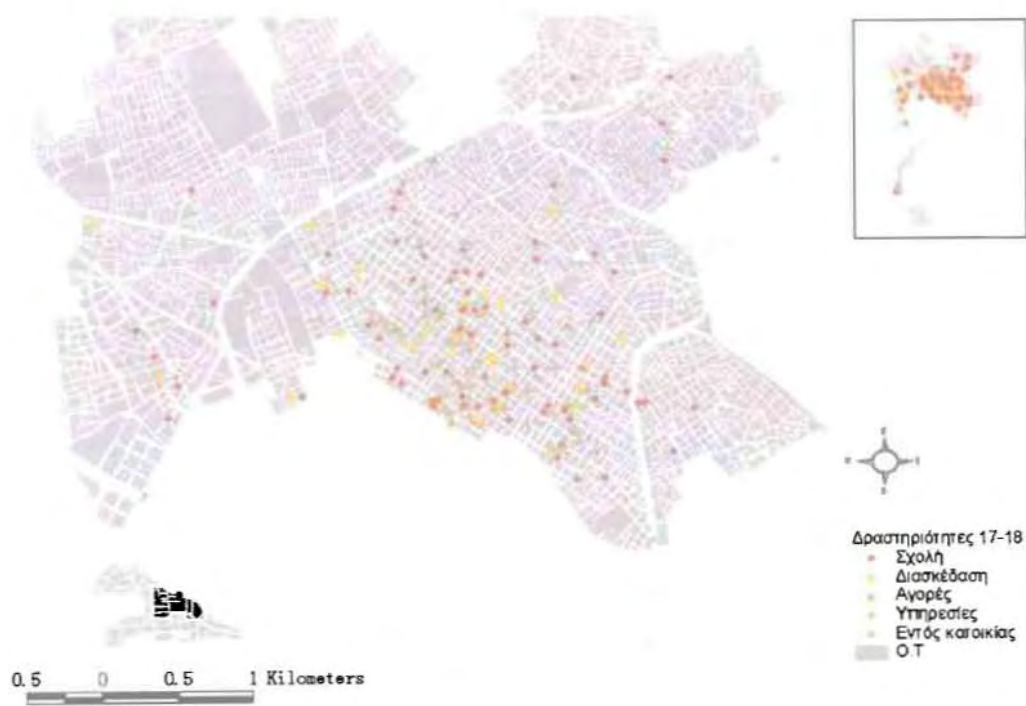 Δραστηριότητες 17-18
Σχολή
Διασκέδαση
Αγορές
Υπηρεσίες
Εντός κατοικίας
Ο.Τ
0.5 0 0.5 1 Kilometers